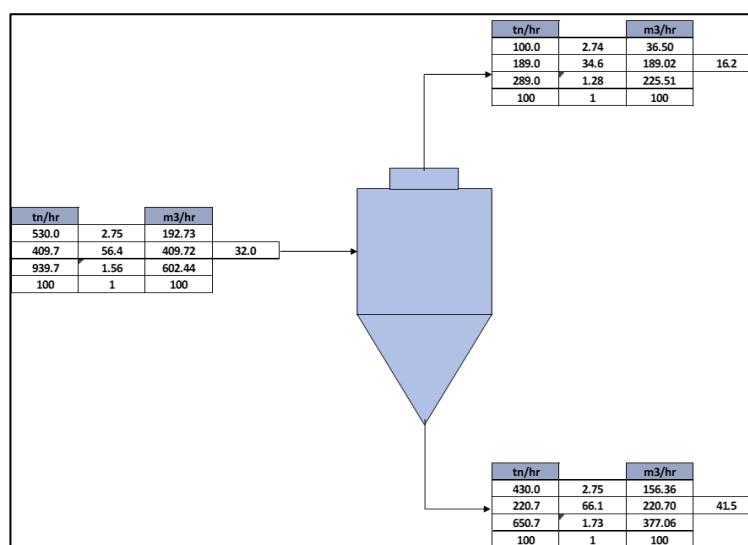 tn/hr m3/hr
100.0 2.74 36.50
189.0 34.6 189.02 16.2
289.0 1.28 225.51
100 1 100
tn/hr m3/hr
530.0 2.75 192.73
409.7 56.4 409.72 32.0
939.7 1.56 602.44
100 1 100
tn/hr m3/hr
430.0 2.75 156.36
220.7 66.1 220.70 41.5
650.7 1.73 377.06
100 1 100